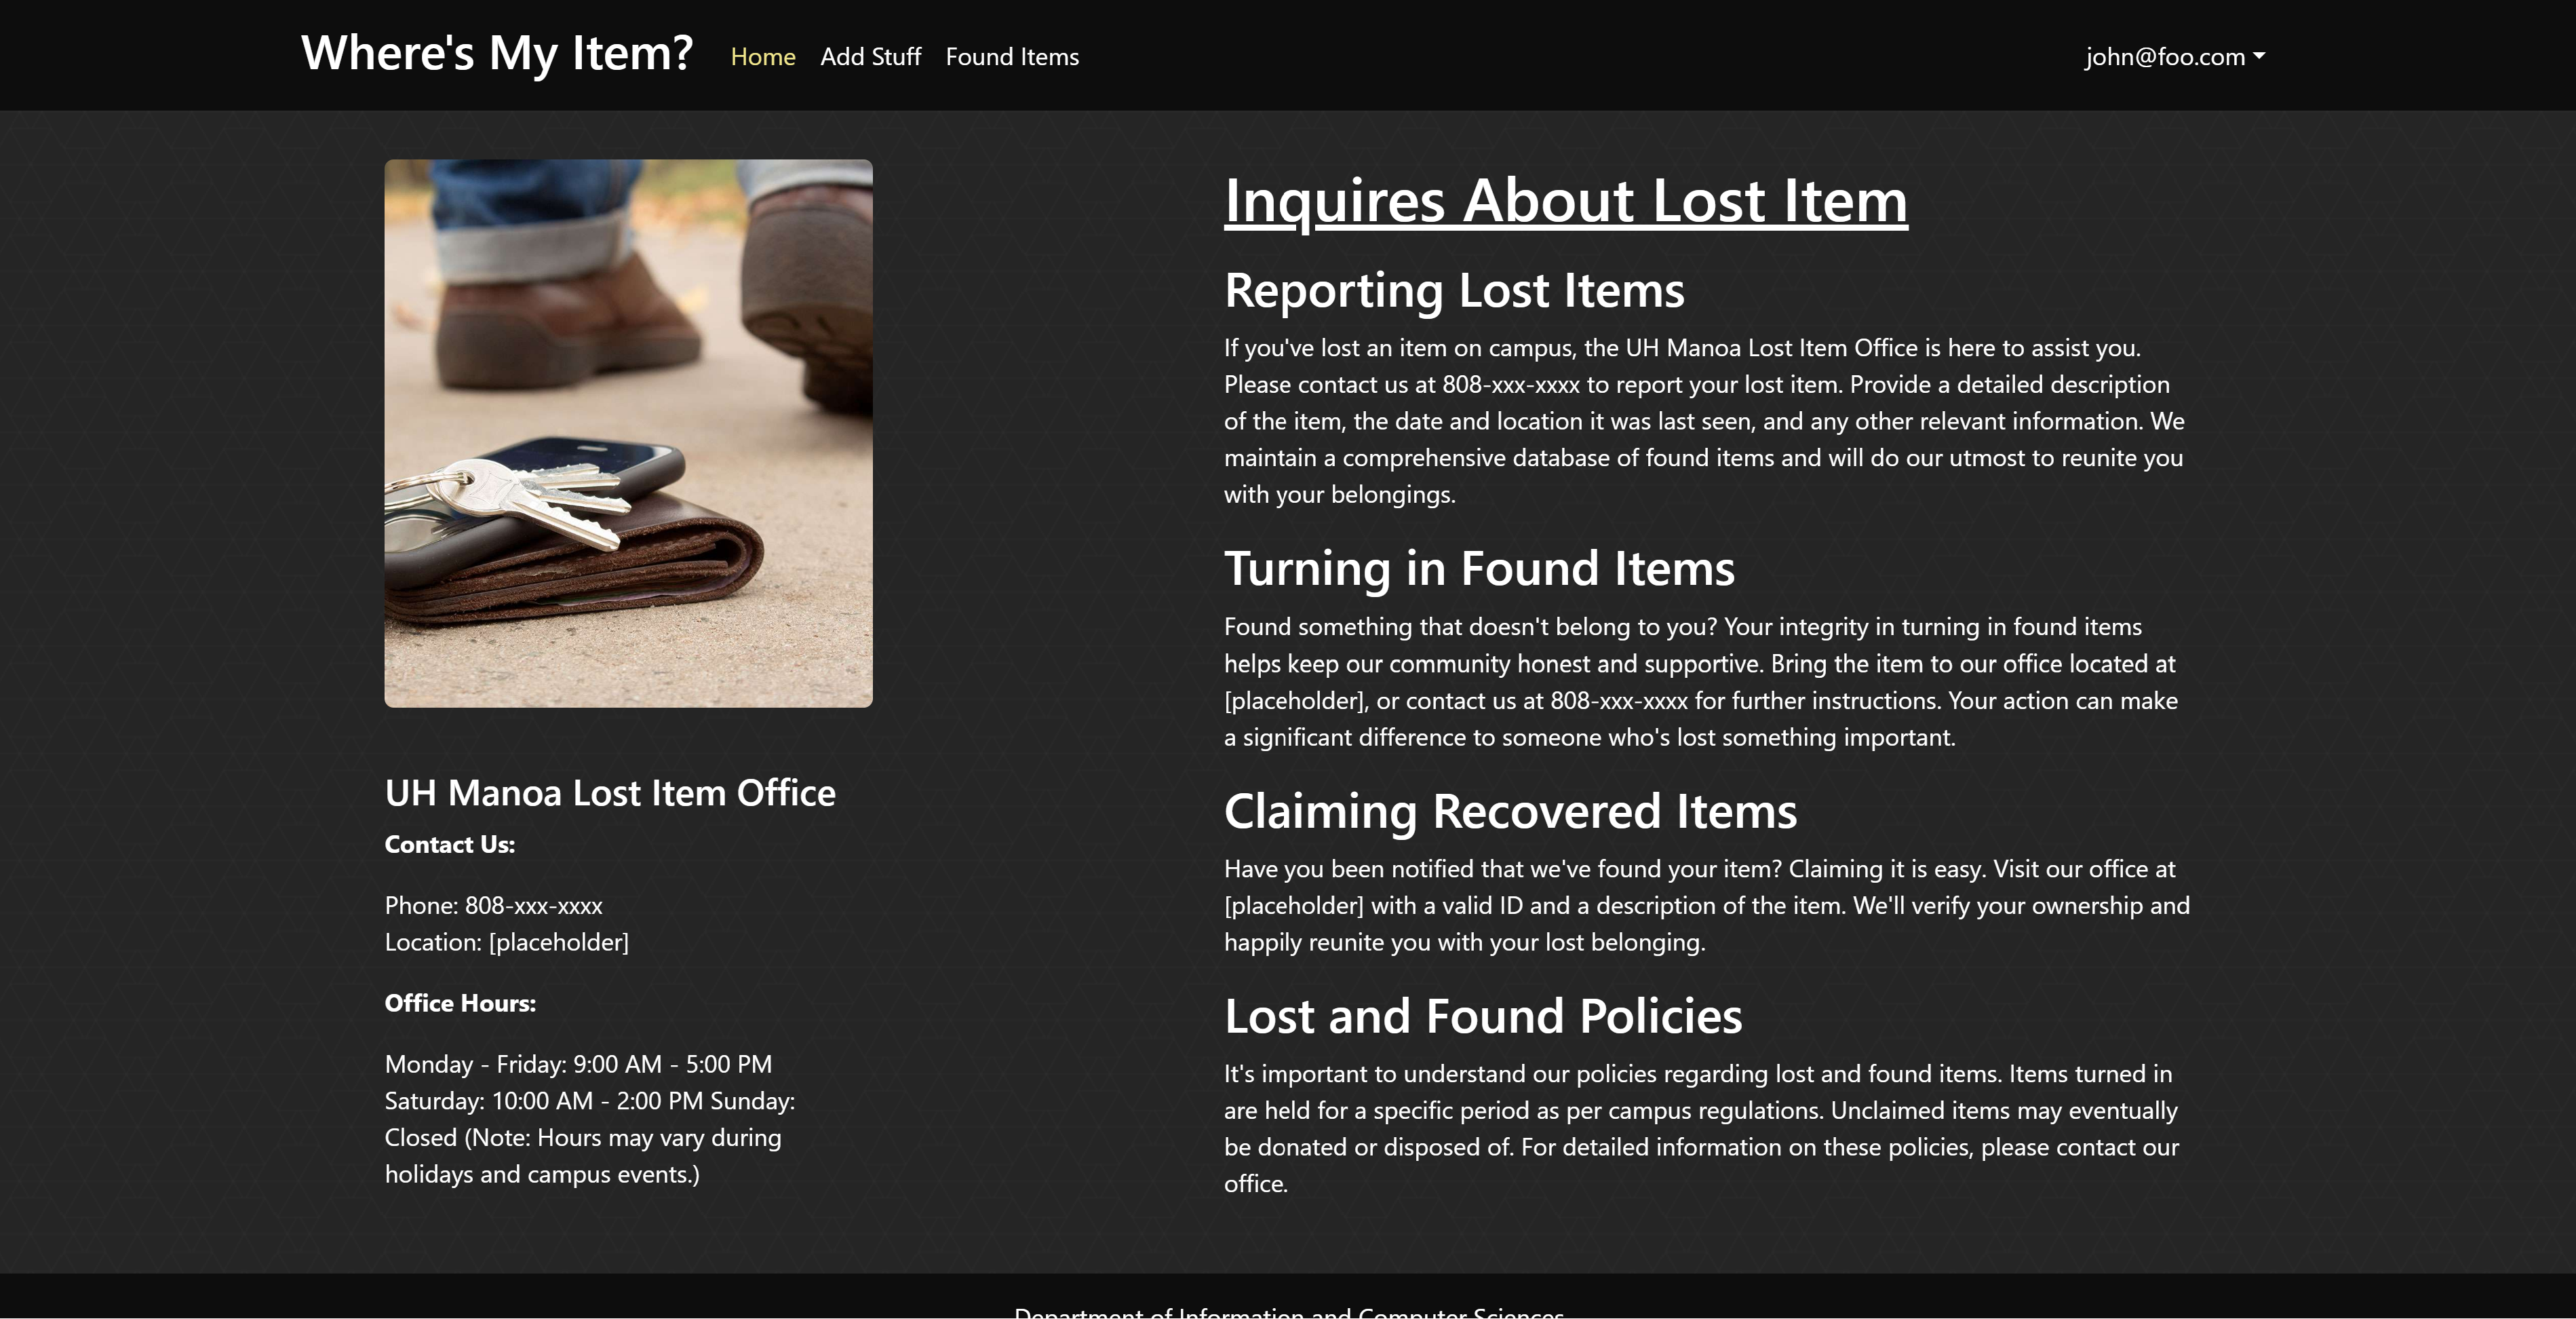 Where's My Item?
Home
Add Stuff
Found Items
john@foo.com
UH Manoa Lost Item Office
Contact Us:
Phone: 808-xxx-xxxx
Location: [placeholder]
Office Hours:
Monday - Friday: 9:00 AM - 5:00 PM
Saturday: 10:00 AM - 2:00 PM Sunday:
Closed (Note: Hours may vary during
holidays and campus events.)
Inquires About Lost Item
Reporting Lost Items
If you've lost an item on campus, the UH Manoa Lost Item Office is here to assist you.
Please contact us at 808-xxx-xxxx to report your lost item. Provide a detailed description
of the item, the date and location it was last seen, and any other relevant information. We
maintain a comprehensive database of found items and will do our utmost to reunite you
with your belongings.
Turning in Found Items
Found something that doesn't belong to you? Your integrity in turning in found items
helps keep our community honest and supportive. Bring the item to our office located at
[placeholder], or contact us at 808-xxx-xxxx for further instructions. Your action can make
a significant difference to someone who's lost something important.
Claiming Recovered Items
Have you been notified that we've found your item? Claiming it is easy. Visit our office at
[placeholder] with a valid ID and a description of the item. We'll verify your ownership and
happily reunite you with your lost belonging.
Lost and Found Policies
It's important to understand our policies regarding lost and found items. Items turned in
are held for a specific period as per campus regulations. Unclaimed items may eventually
be donated or disposed of. For detailed information on these policies, please contact our
office.
Department of Information and Computer Sciences